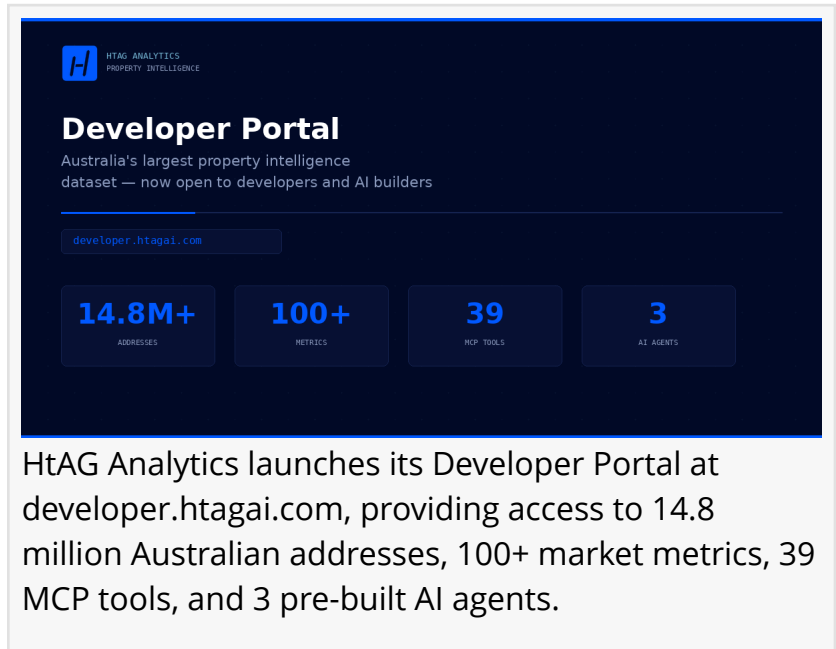 HTAG ANALYTICS
PROPERTY INTELLIGENCE
Developer Portal
Australia's largest property intelligence
dataset — now open to developers and AI builders
developer.htagai.com
14.8M+
ADDRESSES
100+
METRICS
39
MCP TOOLS
3
AI AGENTS
HtAG Analytics launches its Developer Portal at
developer.htagai.com, providing access to 14.8
million Australian addresses, 100+ market metrics, 39
MCP tools, and 3 pre-built AI agents.